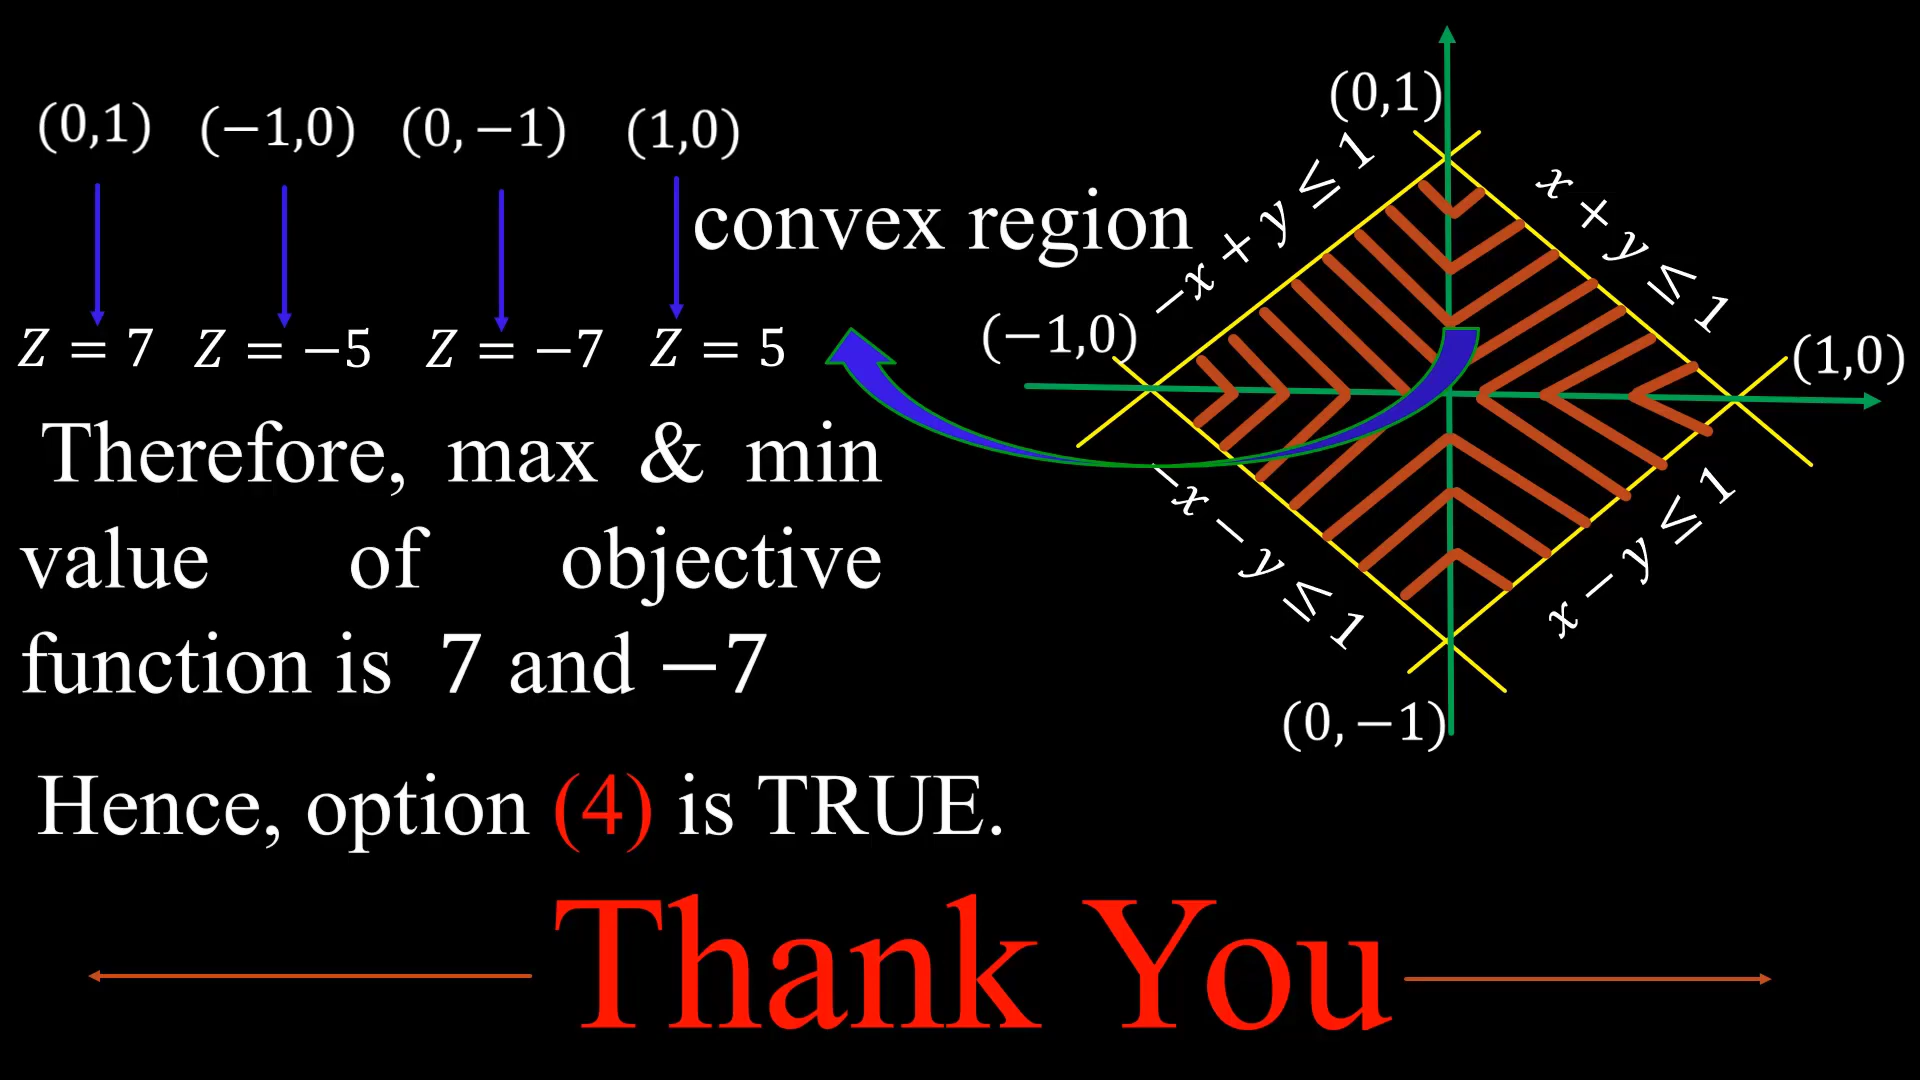 (0,1) (−1,0) (0,−1) (1,0)
convex region
Z = 7 Z = −5 Z = −7 Z = 5
Therefore, max & min
value of objective
function is 7 and −7
Hence, option (4) is TRUE.
(0,1)
−x + y ≤ 1
x + y ≤ 1
(−1,0)
(1,0)
−x − y ≤ 1
x − y ≤ 1
(0,−1)
Thank You